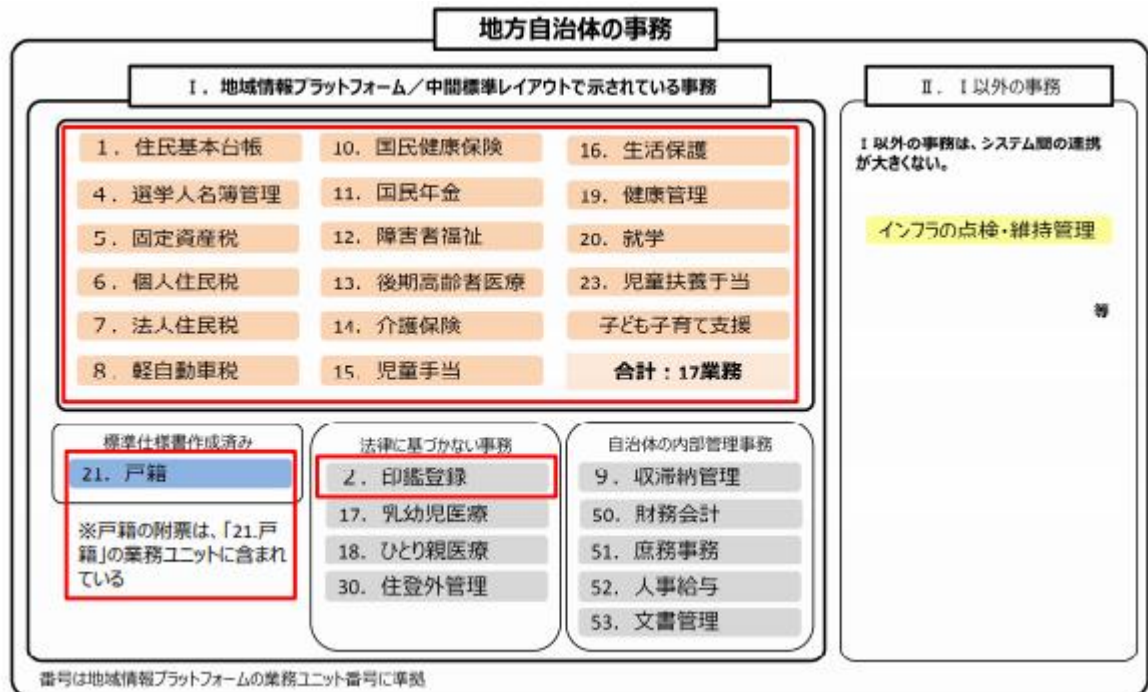 地方自治体の事務
Ⅰ．地域情報プラットフォーム／中間標準レイアウトで示されている事務
1．住民基本台帳
4．選挙人名簿管理
5．固定資産税
6．個人住民税
7．法人住民税
8．軽自動車税
10．国民健康保険
11．国民年金
12．障害者福祉
13．後期高齢者医療
14．介護保険
15．児童手当
16．生活保護
19．健康管理
20．就学
23．児童扶養手当
子ども子育て支援
合計：17業務
標準仕様書作成済み
21．戸籍
※戸籍の附票は、「21.戸
籍」の業務ユニットに含まれ
ている
法律に基づかない事務
2．印鑑登録
17．乳幼児医療
18．ひとり親医療
30．住登外管理
自治体の内部管理事務
9．収滞納管理
50．財務会計
51．庶務事務
52．人事給与
53．文書管理
Ⅱ．Ⅰ以外の事務
Ⅰ以外の事務は、システム間の連携
が大きくない。
インフラの点検・維持管理
等
番号は地域情報プラットフォームの業務ユニット番号に準拠